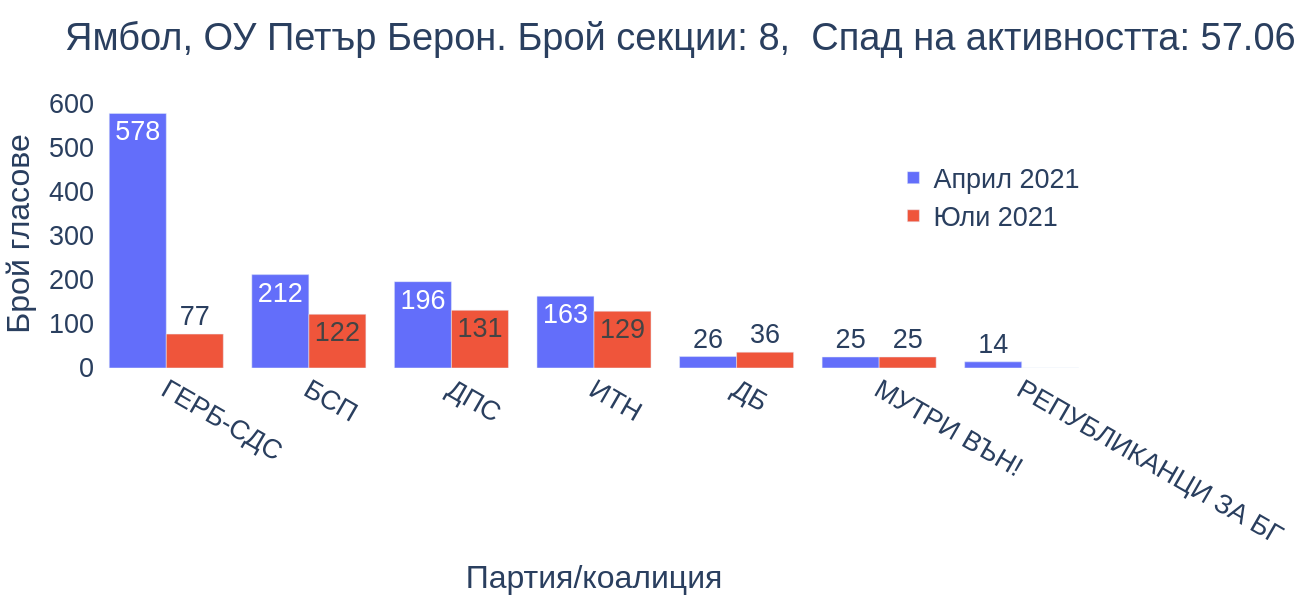 Ямбол, ОУ Петър Берон. Брой секции: 8,  Спад на активността: 57.06
Брой гласове
600
500
400
300
200
100
0
578
77
212
122
196
131
163
129
26
36
25
25
14
Април 2021
Юли 2021
ГЕРБ-СДС
БСП
ДПС
ИТН
ДБ
МУТРИ ВЪН!
РЕПУБЛИКАНЦИ ЗА БГ
Партия/коалиция